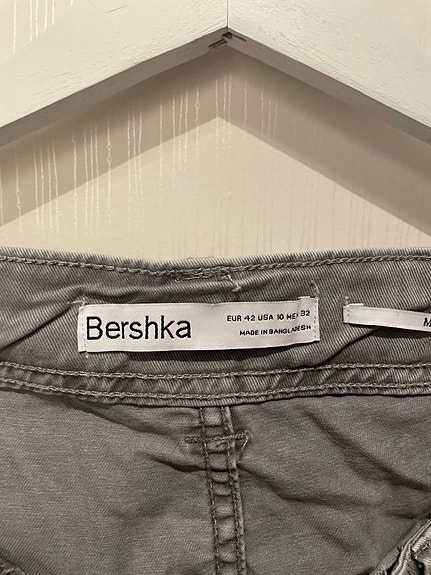 Bershka
EUR 42 USA 10 MEX 32
MADE IN BANGLADESH
M